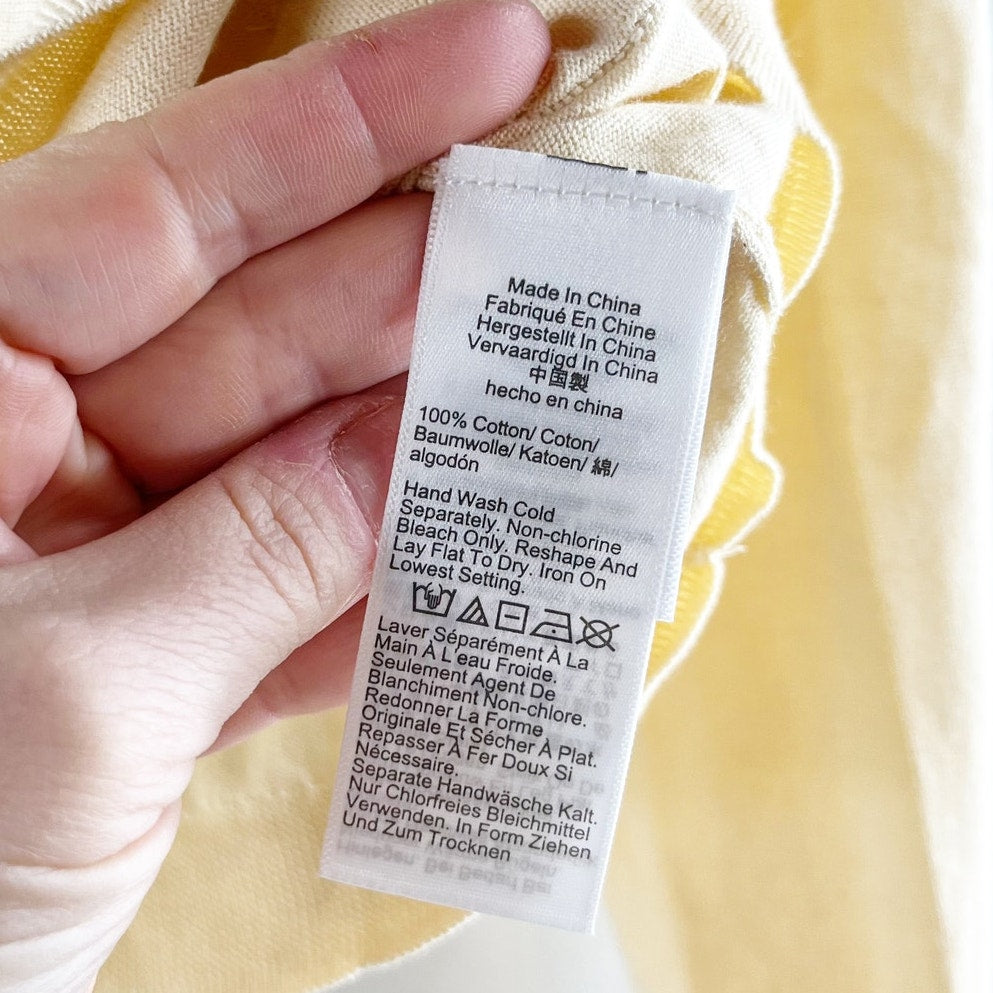 Made In China
Fabriqué En Chine
Hergestellt In China
Vervaardigd In China
中国製
hecho en china
100% Cotton/ Coton/
Baumwolle/ Katoen/ 綿/
algodón
Hand Wash Cold
Separately. Non-chlorine
Bleach Only. Reshape And
Lay Flat To Dry. Iron On
Lowest Setting.
Laver Séparément À La
Main À L'eau Froide.
Seulement Agent De
Blanchiment Non-chlore.
Redonner La Forme
Originale Et Sécher À Plat.
Repasser À Fer Doux Si
Nécessaire.
Separate Handwäsche Kalt.
Nur Chlorfreies Bleichmittel
Verwenden. In Form Ziehen
Und Zum Trocknen